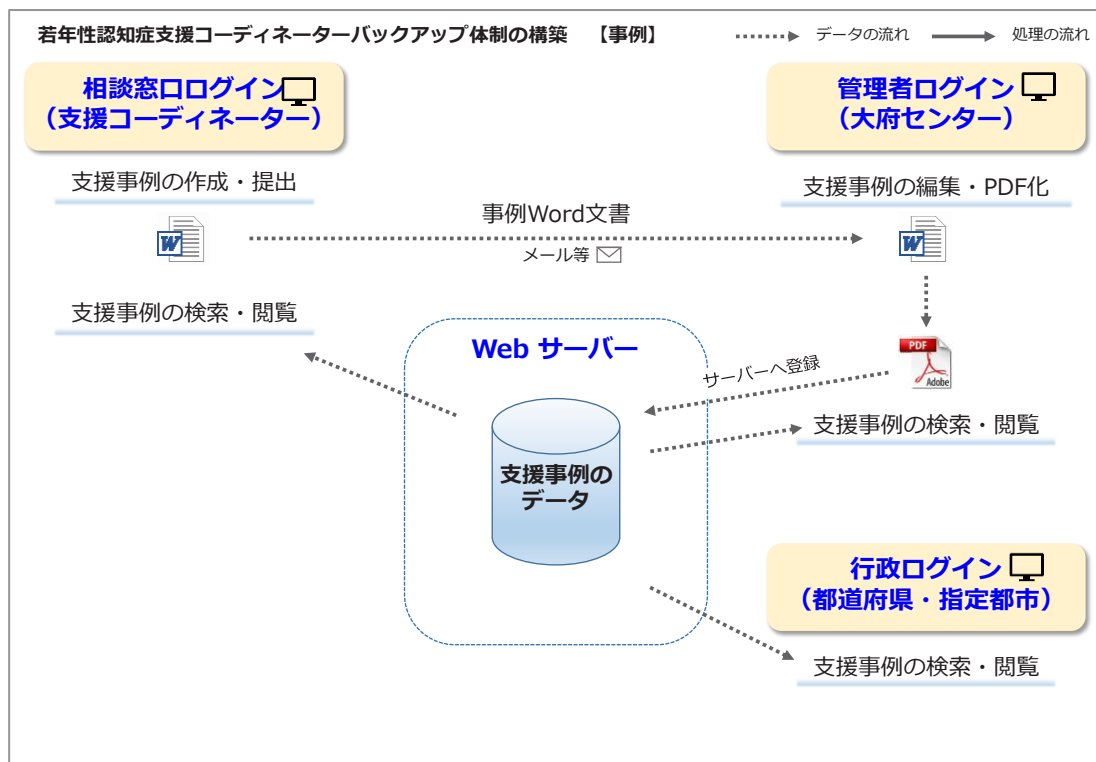 若年性認知症支援コーディネーターバックアップ体制の構築 【事例】
データの流れ
処理の流れ
相談窓口ログイン
（支援コーディネーター）
管理者ログイン
（大府センター）
支援事例の作成・提出
支援事例の編集・PDF化
事例Word文書
W
W
メール等
支援事例の検索・閲覧
Web サーバー
PDF
Adobe
サーバーへ登録
支援事例の検索・閲覧
支援事例の
データ
行政ログイン
（都道府県・指定都市）
支援事例の検索・閲覧